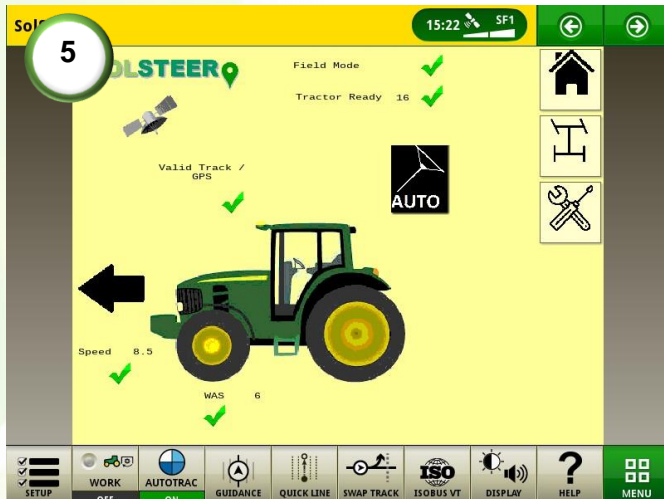 SolS
15:22 SF1
5
OLSTEER
Field Mode
Tractor Ready 16
Valid Track /
GPS
AUTO
Speed 8.5
WAS 6
SETUP
WORK
OFF
AUTOTRAC
ON
GUIDANCE
QUICK LINE
SWAP TRACK
ISO
ISOBUS VT
DISPLAY
?
HELP
MENU